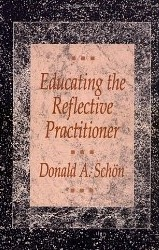 Educating the
Reflective
Practitioner
Donald A. Schön